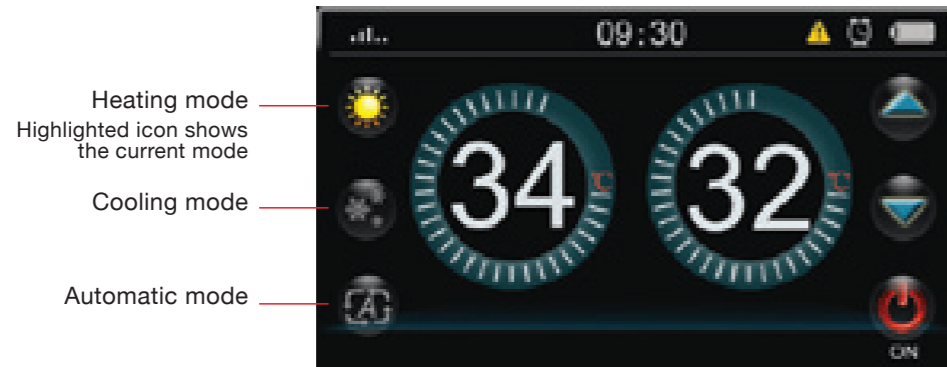 09:30
Heating mode
Highlighted icon shows
the current mode
34 °C
32 °C
Cooling mode
A
Automatic mode
ON